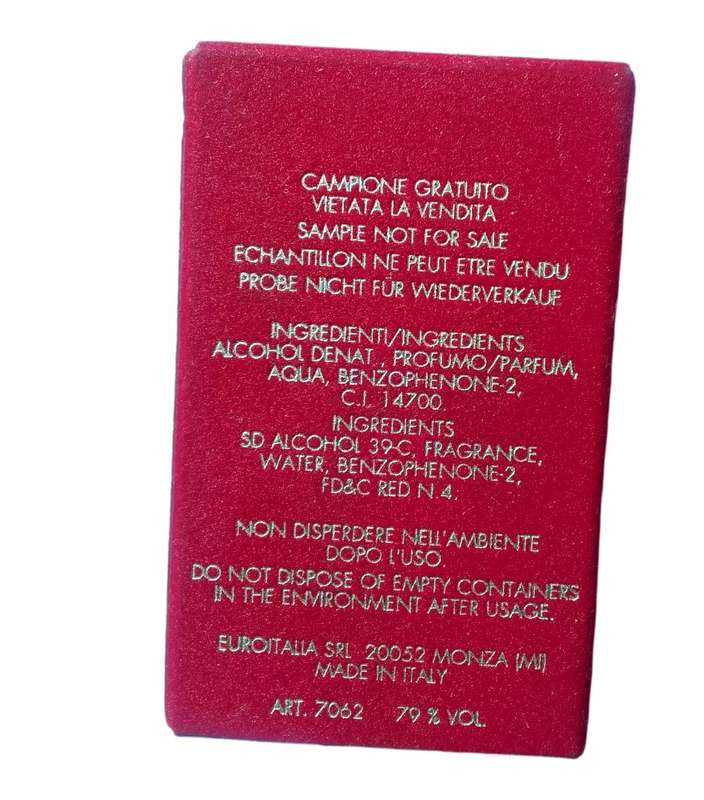 CAMPIONE GRATUITO
VIETATA LA VENDITA
SAMPLE NOT FOR SALE
ECHANTILLON NE PEUT ETRE VENDU
PROBE NICHT FÜR WIEDERVERKAUF
INGREDIENTI/INGREDIENTS
ALCOHOL DENAT., PROFUMO/PARFUM,
AQUA, BENZOPHENONE-2,
C.I. 14700.
INGREDIENTS
SD ALCOHOL 39-C, FRAGRANCE,
WATER, BENZOPHENONE-2,
FD&C RED N.4.
NON DISPERDERE NELL'AMBIENTE
DOPO L'USO.
DO NOT DISPOSE OF EMPTY CONTAINERS
IN THE ENVIRONMENT AFTER USAGE.
EUROITALIA SRL 20052 MONZA (MI)
MADE IN ITALY
ART. 7062 79 % VOL.